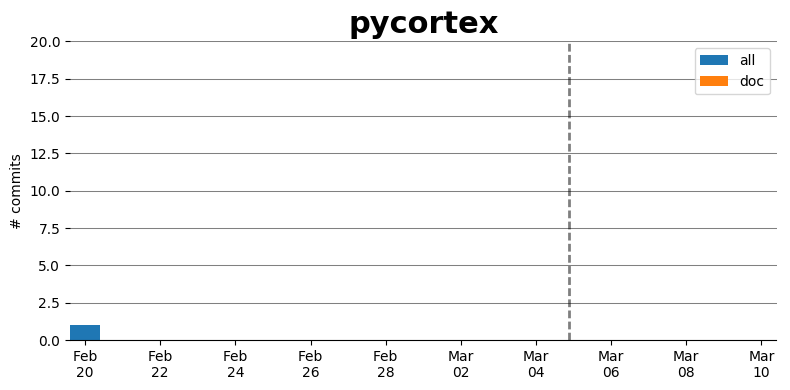 pycortex
20.0
17.5
15.0
12.5
10.0
7.5
5.0
2.5
0.0
# commits
all
doc
Feb 20
Feb 22
Feb 24
Feb 26
Feb 28
Mar 02
Mar 04
Mar 06
Mar 08
Mar 10